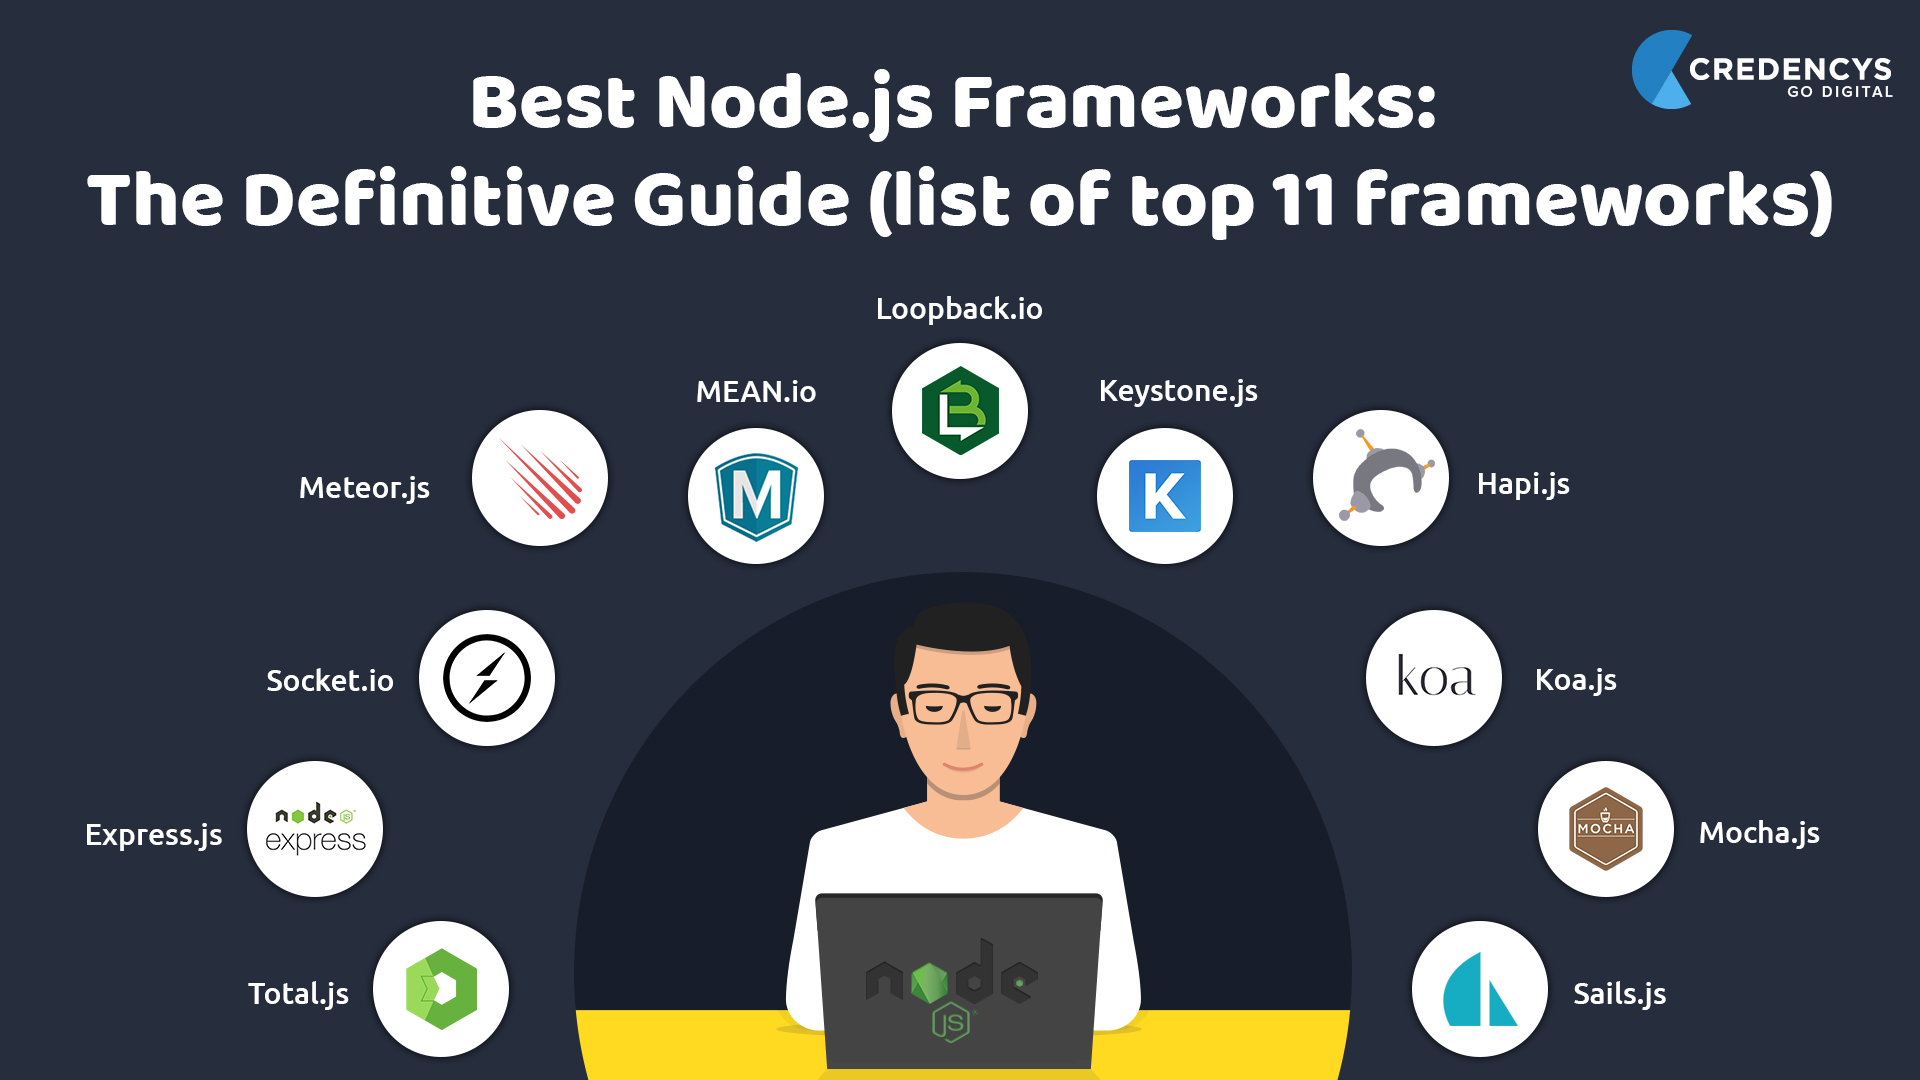 CREDENCYS
GO DIGITAL
Best Node.js Frameworks:
The Definitive Guide (list of top 11 frameworks)
Loopback.io
LB
MEAN.io
M
Keystone.js
K
Meteor.js
Hapi.js
Socket.io
koa
Koa.js
Express.js
node JS
express
MOCHA
Mocha.js
Total.js
node
JS
Sails.js